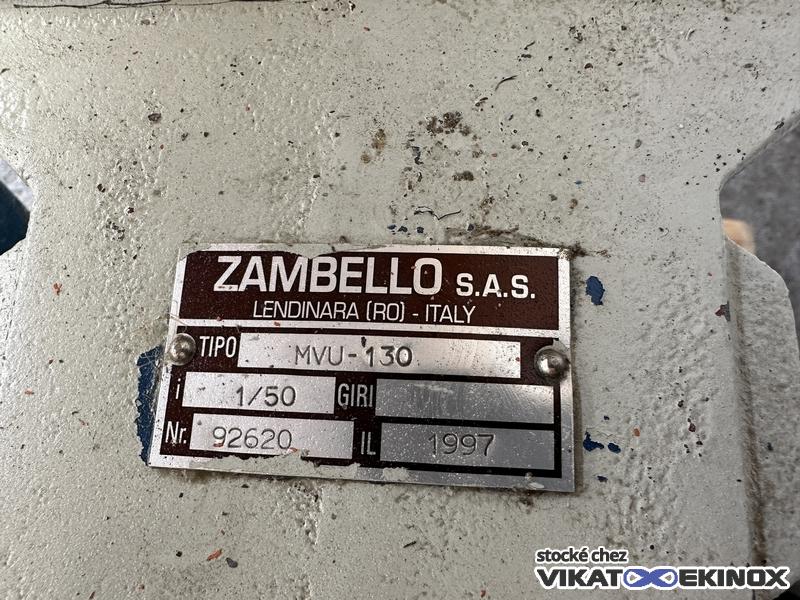 ZAMBELLO S.A.S.
LENDINARA (RO) - ITALY
TIPO MVU-130
i 1/50 GIRI
Nr. 92620 IL 1997
stocké chez
VIKAT EKINOX